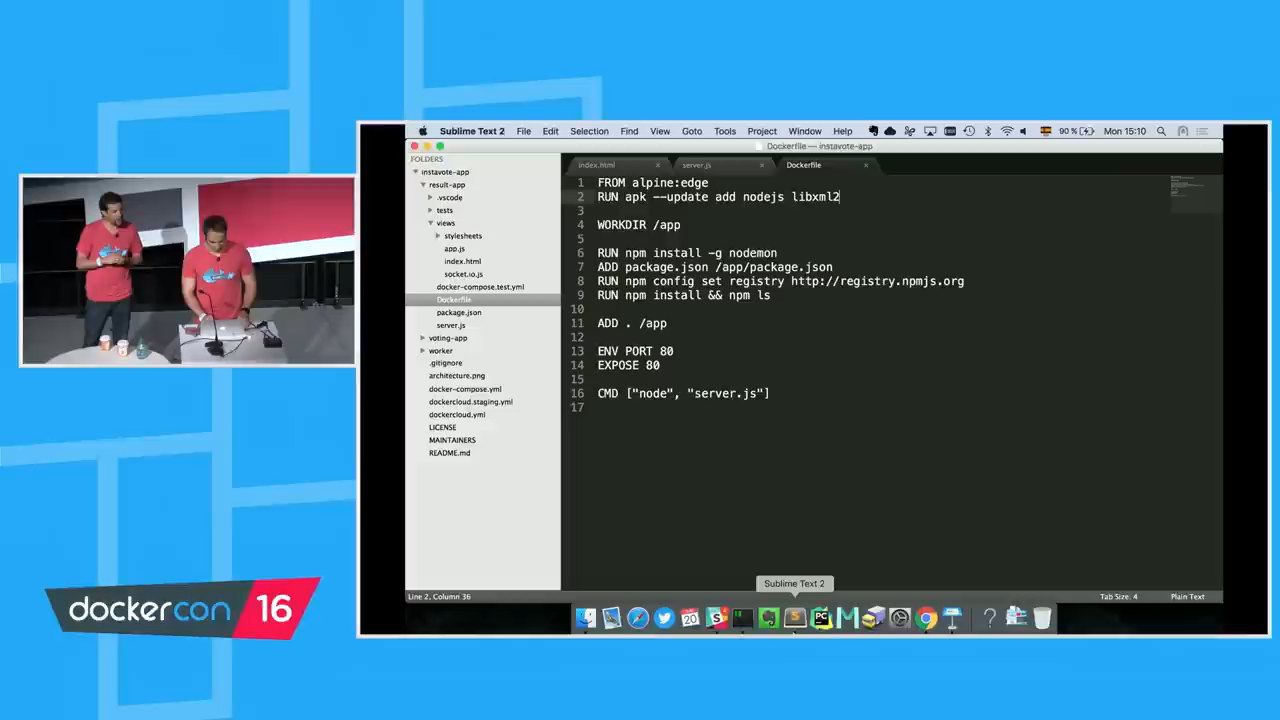 Sublime Text 2 File Edit Selection Find View Goto Tools Project Window Help 90 % Mon 15:10
Dockerfile — instavote-app
FOLDERS
instavote-app
result-app
.vscode
tests
views
stylesheets
app.js
index.html
socket.io.js
docker-compose.test.yml
Dockerfile
package.json
server.js
voting-app
worker
.gitignore
architecture.png
docker-compose.yml
dockercloud.staging.yml
dockercloud.yml
LICENSE
MAINTAINERS
README.md
index.html server.js Dockerfile
1 FROM alpine:edge
2 RUN apk --update add nodejs libxml2
3
4 WORKDIR /app
5
6 RUN npm install -g nodemon
7 ADD package.json /app/package.json
8 RUN npm config set registry http://registry.npmjs.org
9 RUN npm install && npm ls
10
11 ADD . /app
12
13 ENV PORT 80
14 EXPOSE 80
15
16 CMD ["node", "server.js"]
17
Sublime Text 2
Line 2, Column 36 Tab Size: 4 Plain Text
20 S PC M
dockercon 16